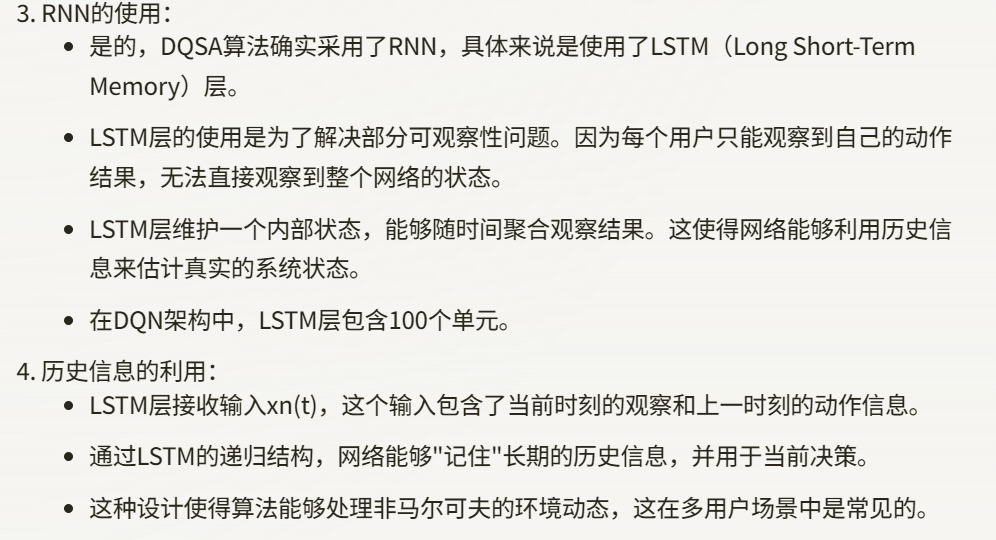 3. RNN的使用：
• 是的，DQSA算法确实采用了RNN，具体来说是使用了LSTM（Long Short-Term
Memory）层。
• LSTM层的使用是为了解决部分可观察性问题。因为每个用户只能观察到自己的动作
结果，无法直接观察到整个网络的状态。
• LSTM层维护一个内部状态，能够随时间聚合观察结果。这使得网络能够利用历史信
息来估计真实的系统状态。
• 在DQN架构中，LSTM层包含100个单元。
4. 历史信息的利用：
• LSTM层接收输入xn(t)，这个输入包含了当前时刻的观察和上一时刻的动作信息。
• 通过LSTM的递归结构，网络能够"记住"长期的历史信息，并用于当前决策。
• 这种设计使得算法能够处理非马尔可夫的环境动态，这在多用户场景中是常见的。